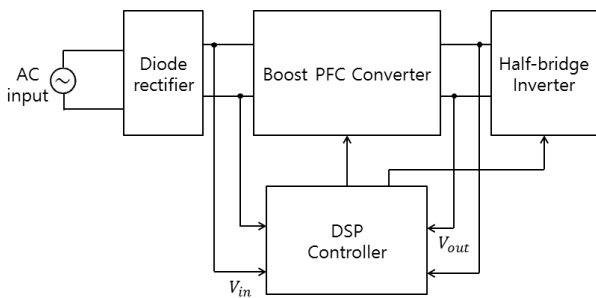 AC
input
Diode
rectifier
Boost PFC Converter
Half-bridge
Inverter
DSP
Controller
V_in
V_out